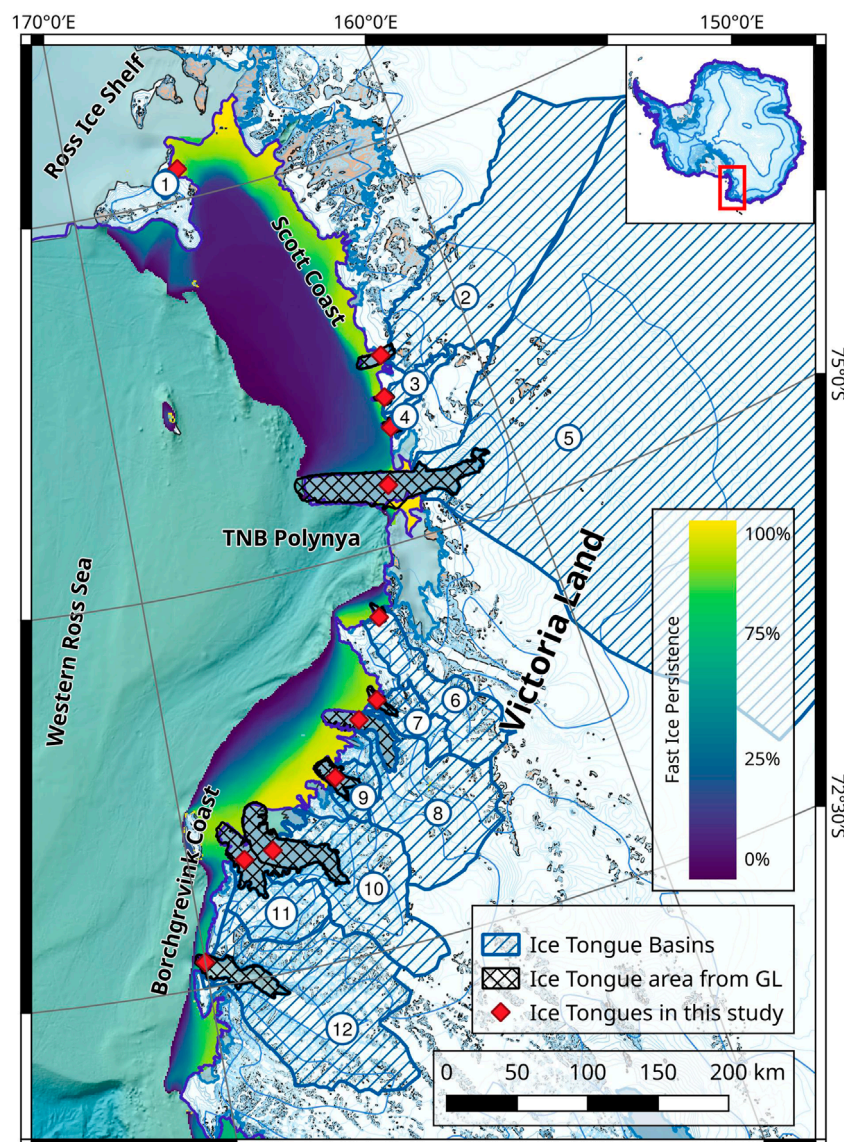 170°0'E
160°0'E
150°0'E
Ross Ice Shelf
1
Scott Coast
2
3
4
5
75°0'S
TNB Polynya
Victoria Land
Western Ross Sea
6
7
8
9
10
11
12
Borchgrevink Coast
72°30'S
Fast Ice Persistence
100%
75%
25%
0%
Ice Tongue Basins
Ice Tongue area from GL
Ice Tongues in this study
0 50 100 150 200 km